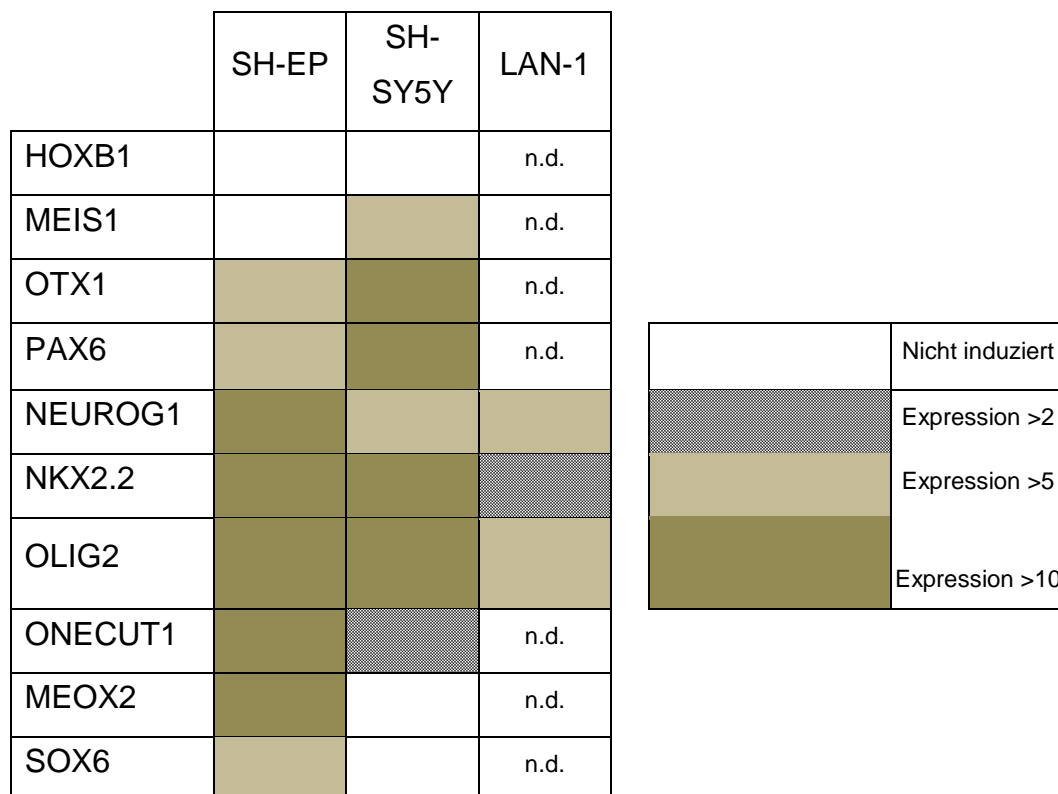 SH-EP
SH-
SY5Y
LAN-1
HOXB1 n.d.
MEIS1 n.d.
OTX1 n.d.
PAX6 n.d.
NEUROG1
NKX2.2
OLIG2
ONECUT1 n.d.
MEOX2 n.d.
SOX6 n.d.
Nicht induziert
Expression >2
Expression >5
Expression >10